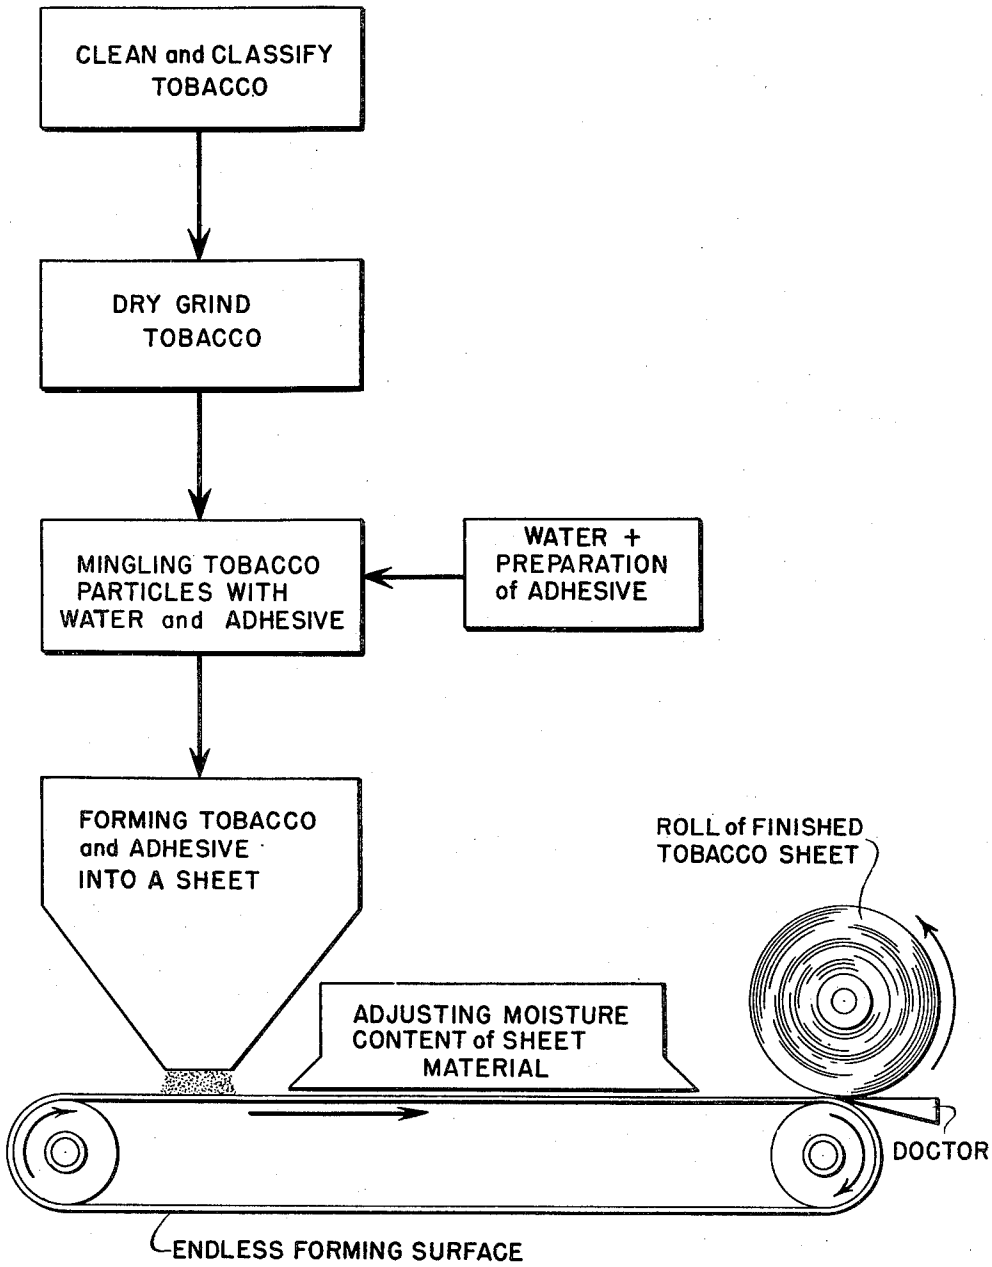 CLEAN and CLASSIFY
TOBACCO
DRY GRIND
TOBACCO
MINGLING TOBACCO
PARTICLES WITH
WATER and ADHESIVE
WATER +
PREPARATION
of ADHESIVE
FORMING TOBACCO
and ADHESIVE
INTO A SHEET
ROLL of FINISHED
TOBACCO SHEET
ADJUSTING MOISTURE
CONTENT of SHEET
MATERIAL
DOCTOR
ENDLESS FORMING SURFACE